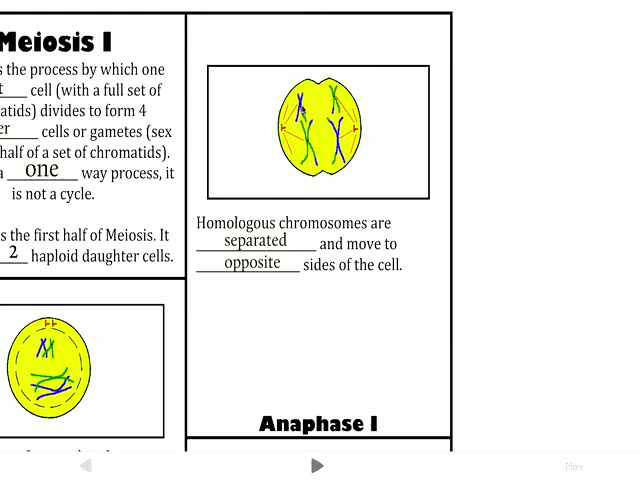 Meiosis I
s the process by which one
cell (with a full set of
atids) divides to form 4
er cells or gametes (sex
half of a set of chromatids).
a one way process, it
is not a cycle.
s the first half of Meiosis. It
2 haploid daughter cells.
Homologous chromosomes are
separated and move to
opposite sides of the cell.
Anaphase I
More